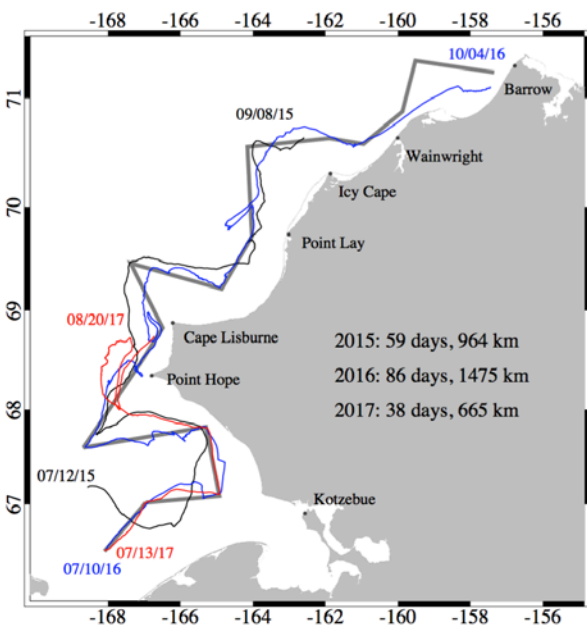 -168 -166 -164 -162 -160 -158 -156
10/04/16
71
Barrow
09/08/15
Wainwright
Icy Cape
70
Point Lay
69
08/20/17
Cape Lisburne
2015: 59 days, 964 km
Point Hope
2016: 86 days, 1475 km
68
2017: 38 days, 665 km
07/12/15
67
Kotzebue
07/13/17
07/10/16
-168 -166 -164 -162 -160 -158 -156